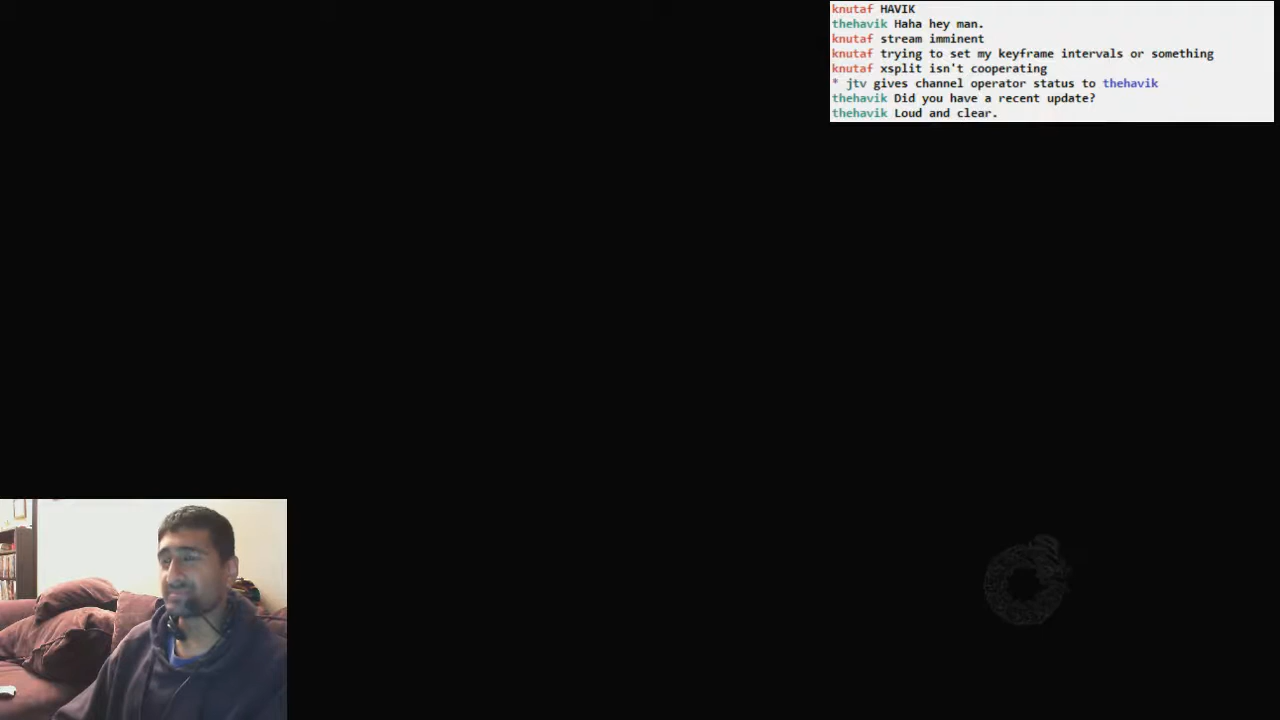 knutaf HAVIK
thehavik Haha hey man.
knutaf stream imminent
knutaf trying to set my keyframe intervals or something
knutaf xsplit isn't cooperating
* jtv gives channel operator status to thehavik
thehavik Did you have a recent update?
thehavik Loud and clear.